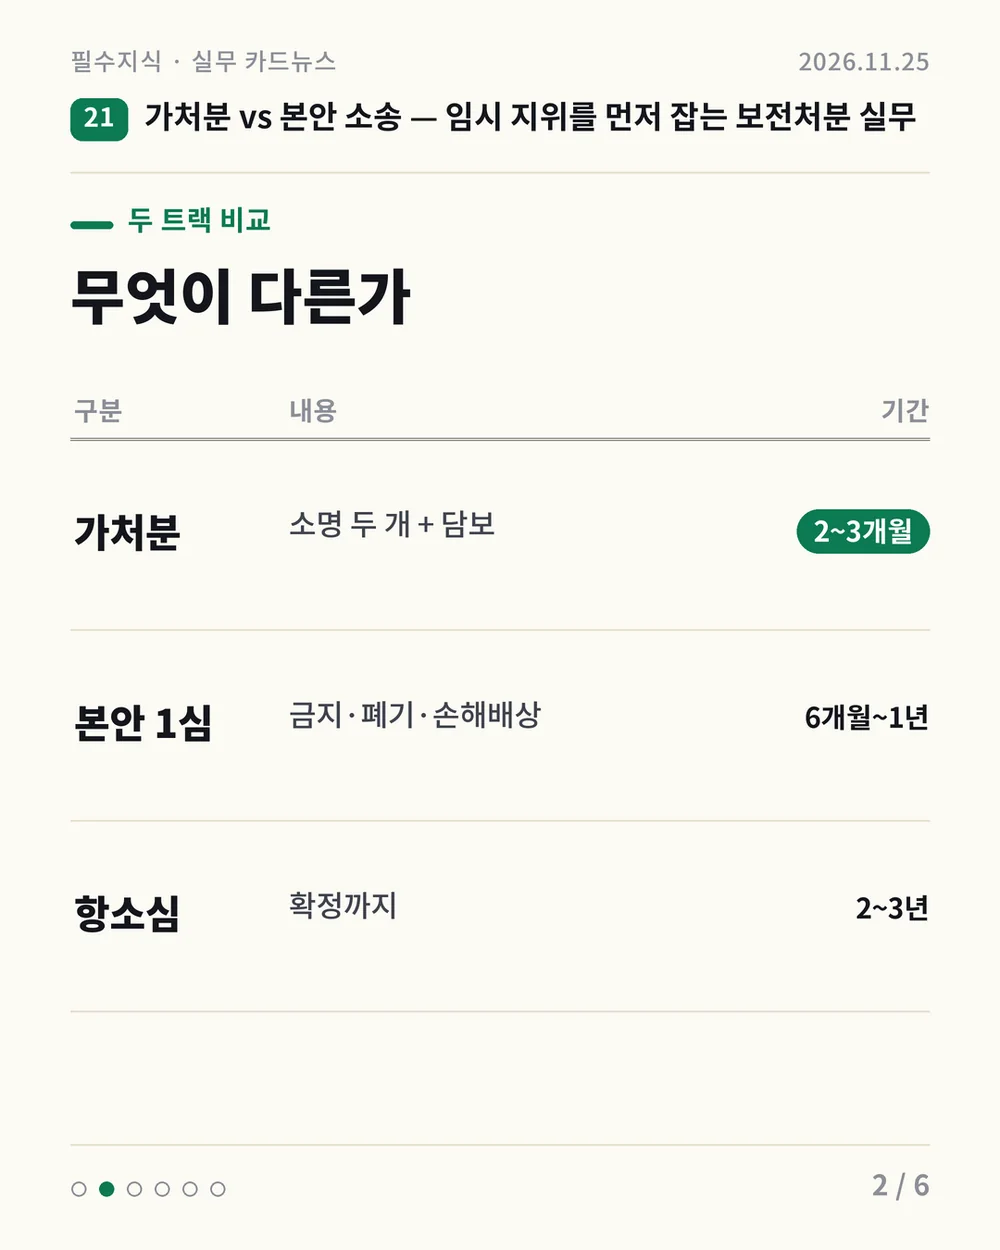 필수지식 · 실무 카드뉴스 2026.11.25
21 가처분 vs 본안 소송 — 임시 지위를 먼저 잡는 보전처분 실무
두 트랙 비교
무엇이 다른가
구분 내용 기간
가처분 소명 두 개 + 담보 2~3개월
본안 1심 금지·폐기·손해배상 6개월~1년
항소심 확정까지 2~3년
2 / 6